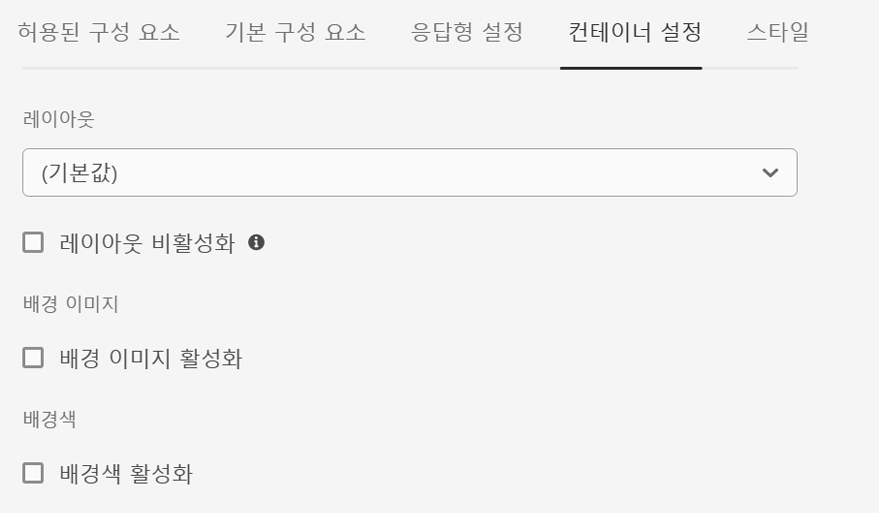 허용된 구성 요소 기본 구성 요소 응답형 설정 컨테이너 설정 스타일
레이아웃
(기본값)
레이아웃 비활성화
배경 이미지
배경 이미지 활성화
배경색
배경색 활성화